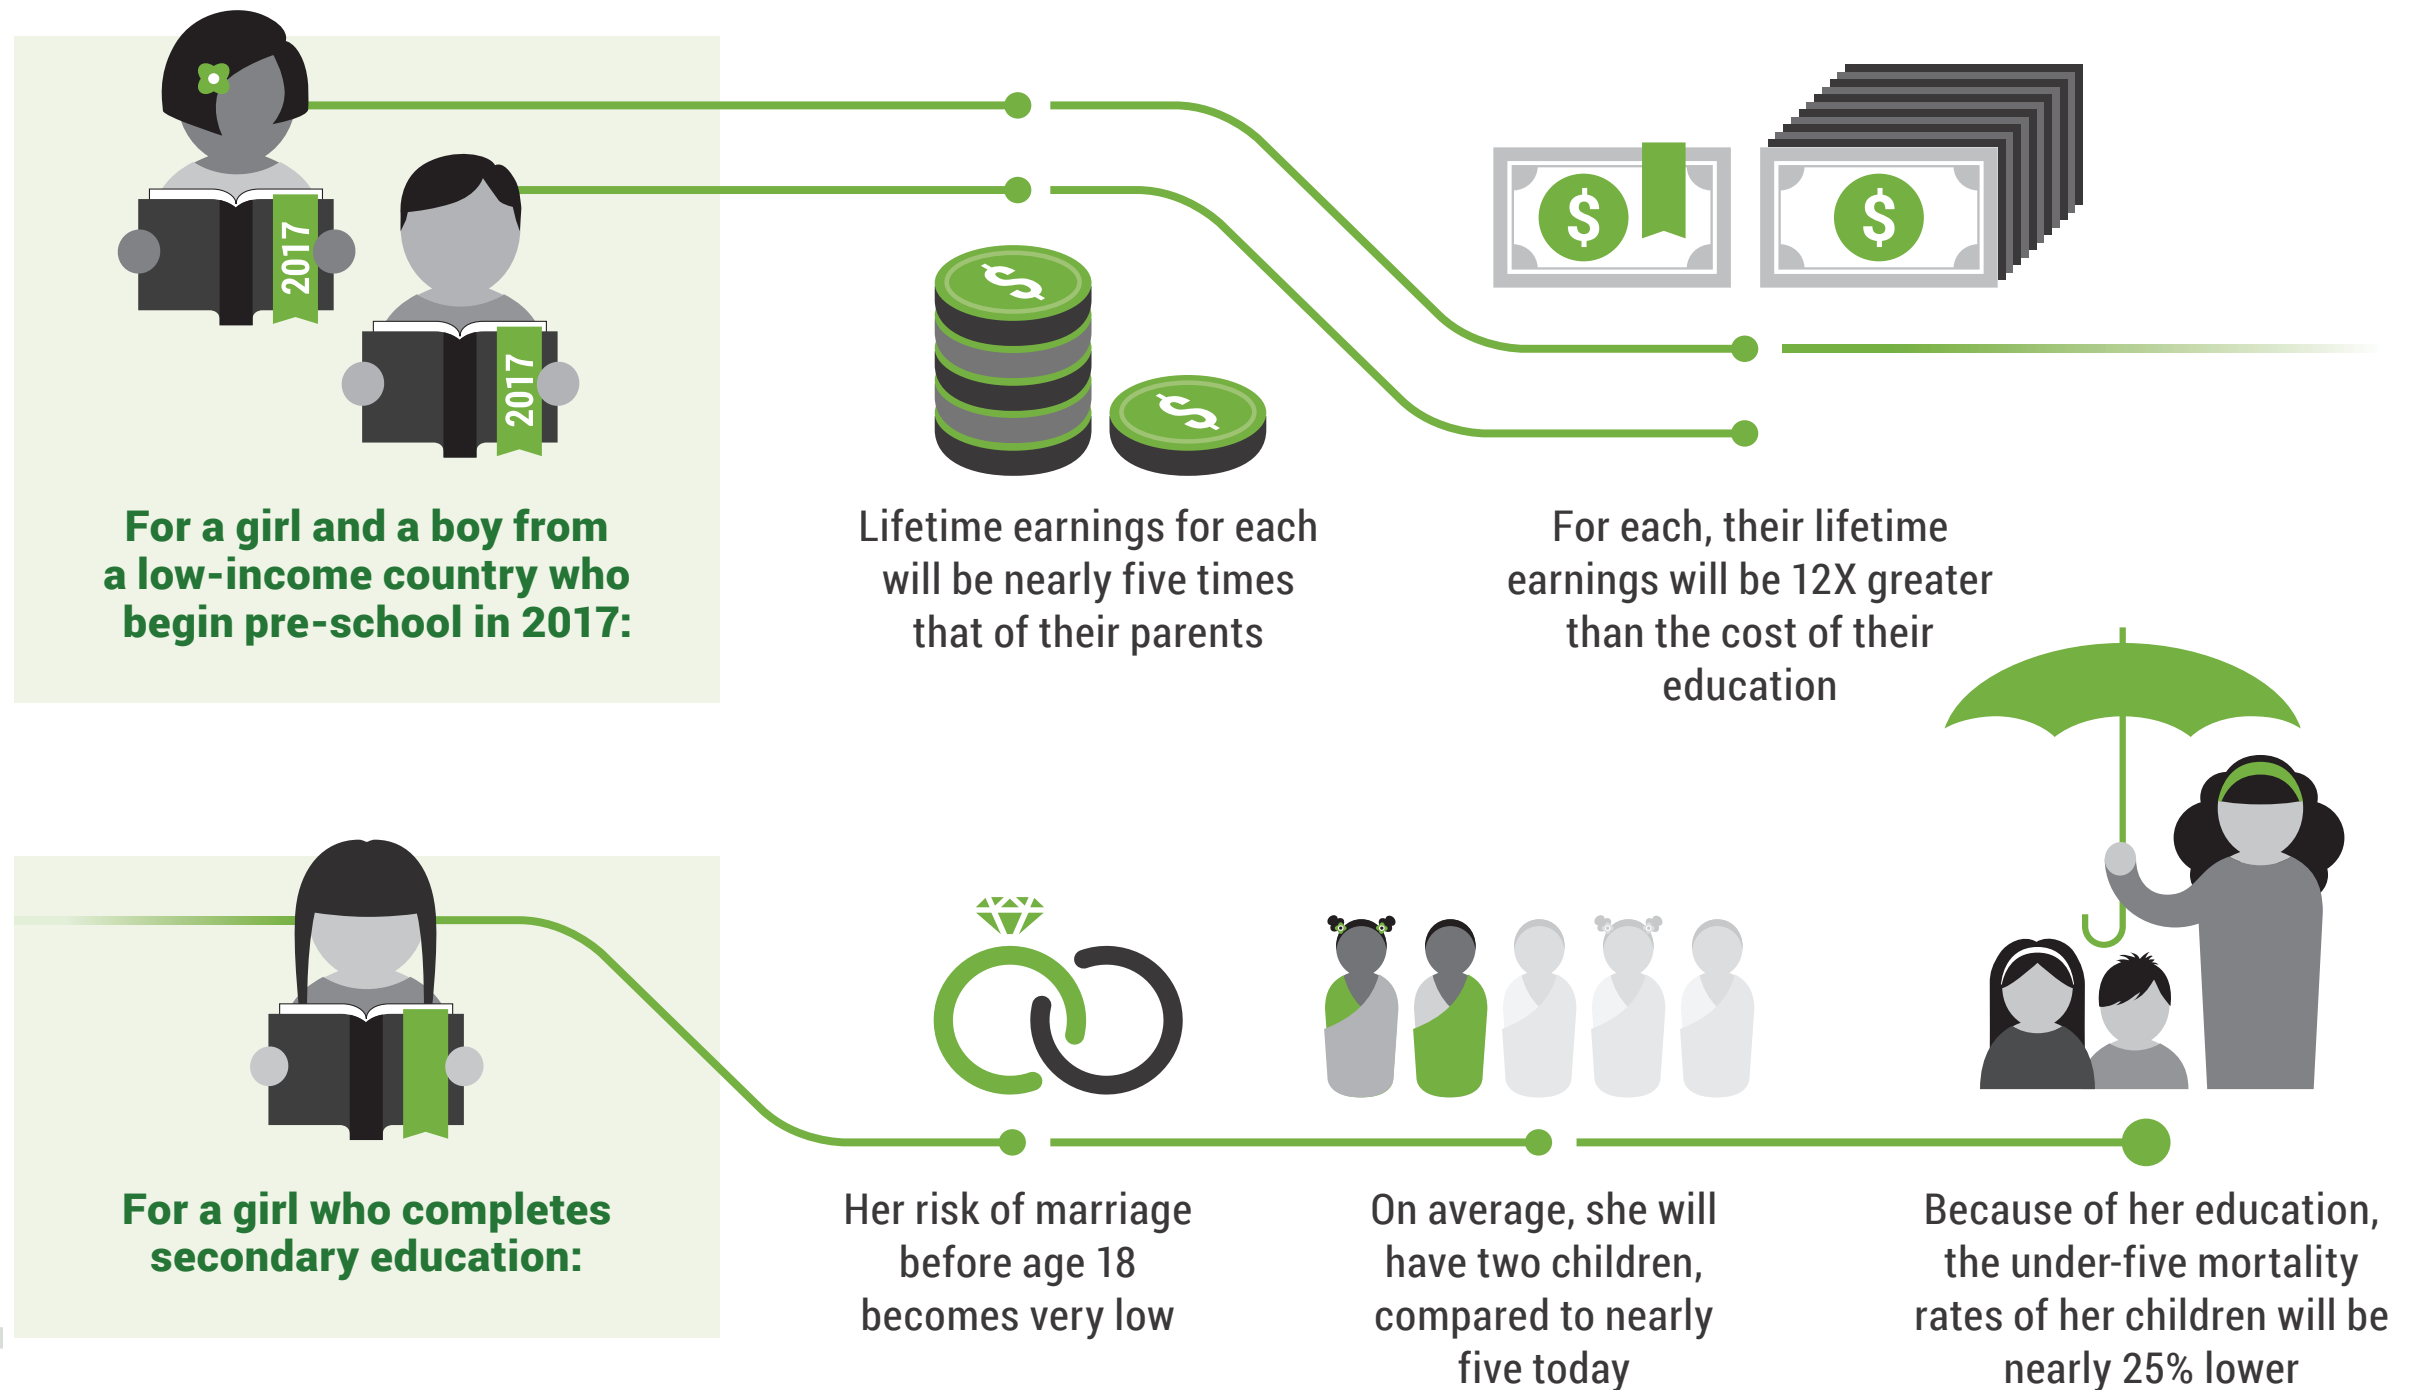 2017
2017
$
$
$
$
For a girl and a boy from
a low-income country who
begin pre-school in 2017:
Lifetime earnings for each
will be nearly five times
that of their parents
For each, their lifetime
earnings will be 12X greater
than the cost of their
education
For a girl who completes
secondary education:
Her risk of marriage
before age 18
becomes very low
On average, she will
have two children,
compared to nearly
five today
Because of her education,
the under-five mortality
rates of her children will be
nearly 25% lower